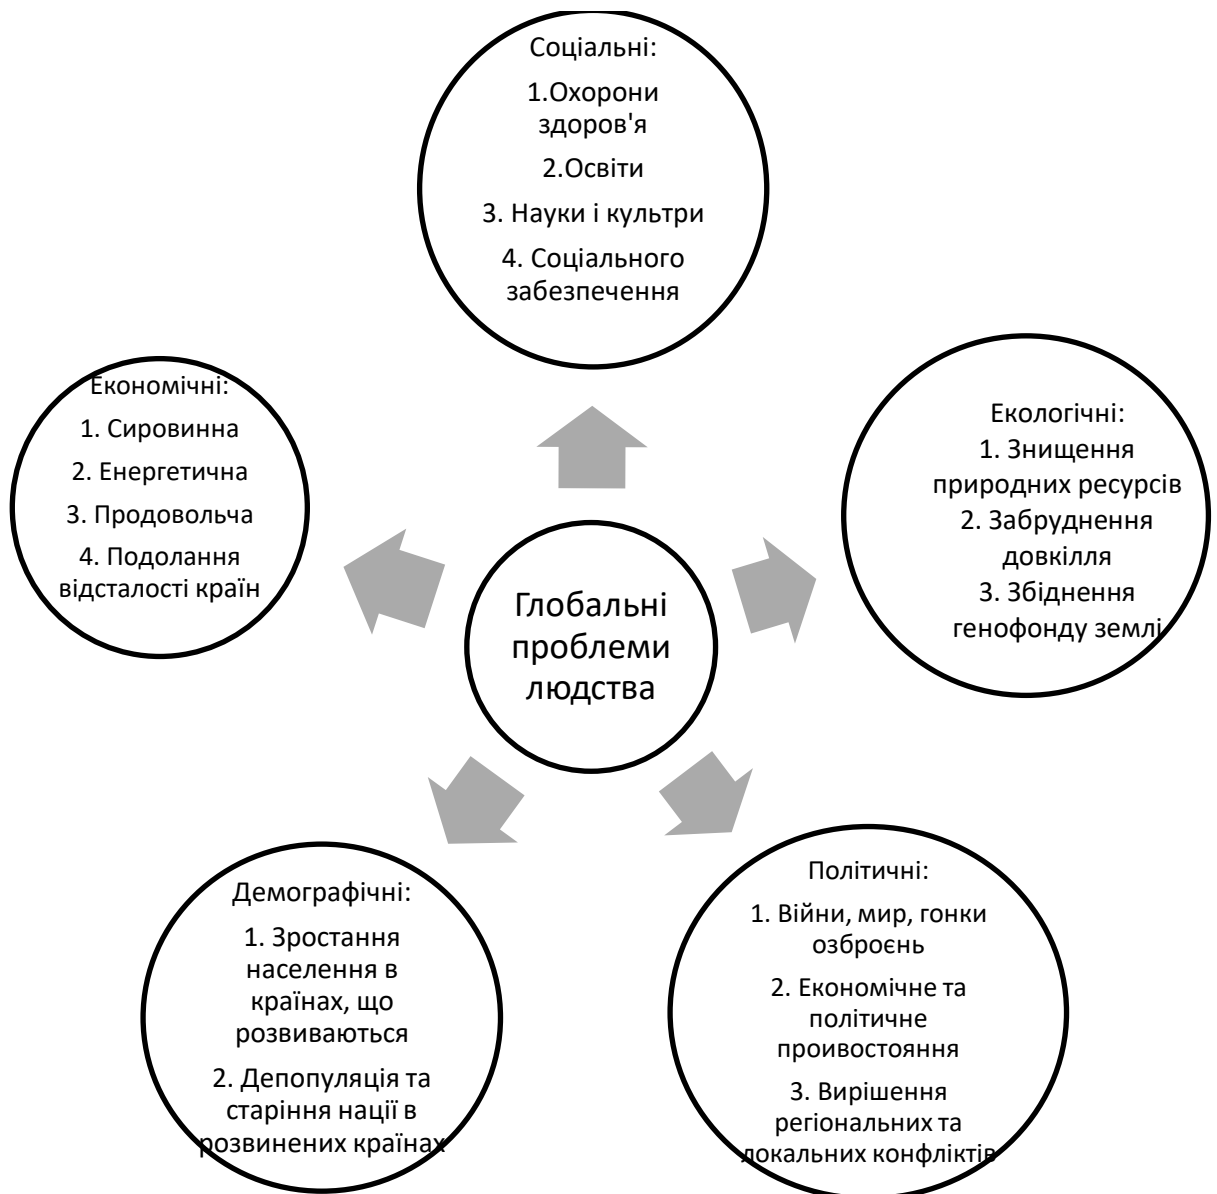 Соціальні:
1.Охорони
здоров'я
2.Освіти
3. Науки і культри
4. Соціального
забезпечення
Економічні:
1. Сировинна
2. Енергетична
3. Продовольча
4. Подолання
відсталості країн
Екологічні:
1. Знищення
природних ресурсів
2. Забруднення
довкілля
3. Збіднення
генофонду землі
Глобальні
проблеми
людства
Демографічні:
1. Зростання
населення в
країнах, що
розвиваються
2. Депопуляція та
старіння нації в
розвинених країнах
Політичні:
1. Війни, мир, гонки
озброєнь
2. Економічне та
політичне
проивостояння
3. Вирішення
регіональних та
локальних конфліктів